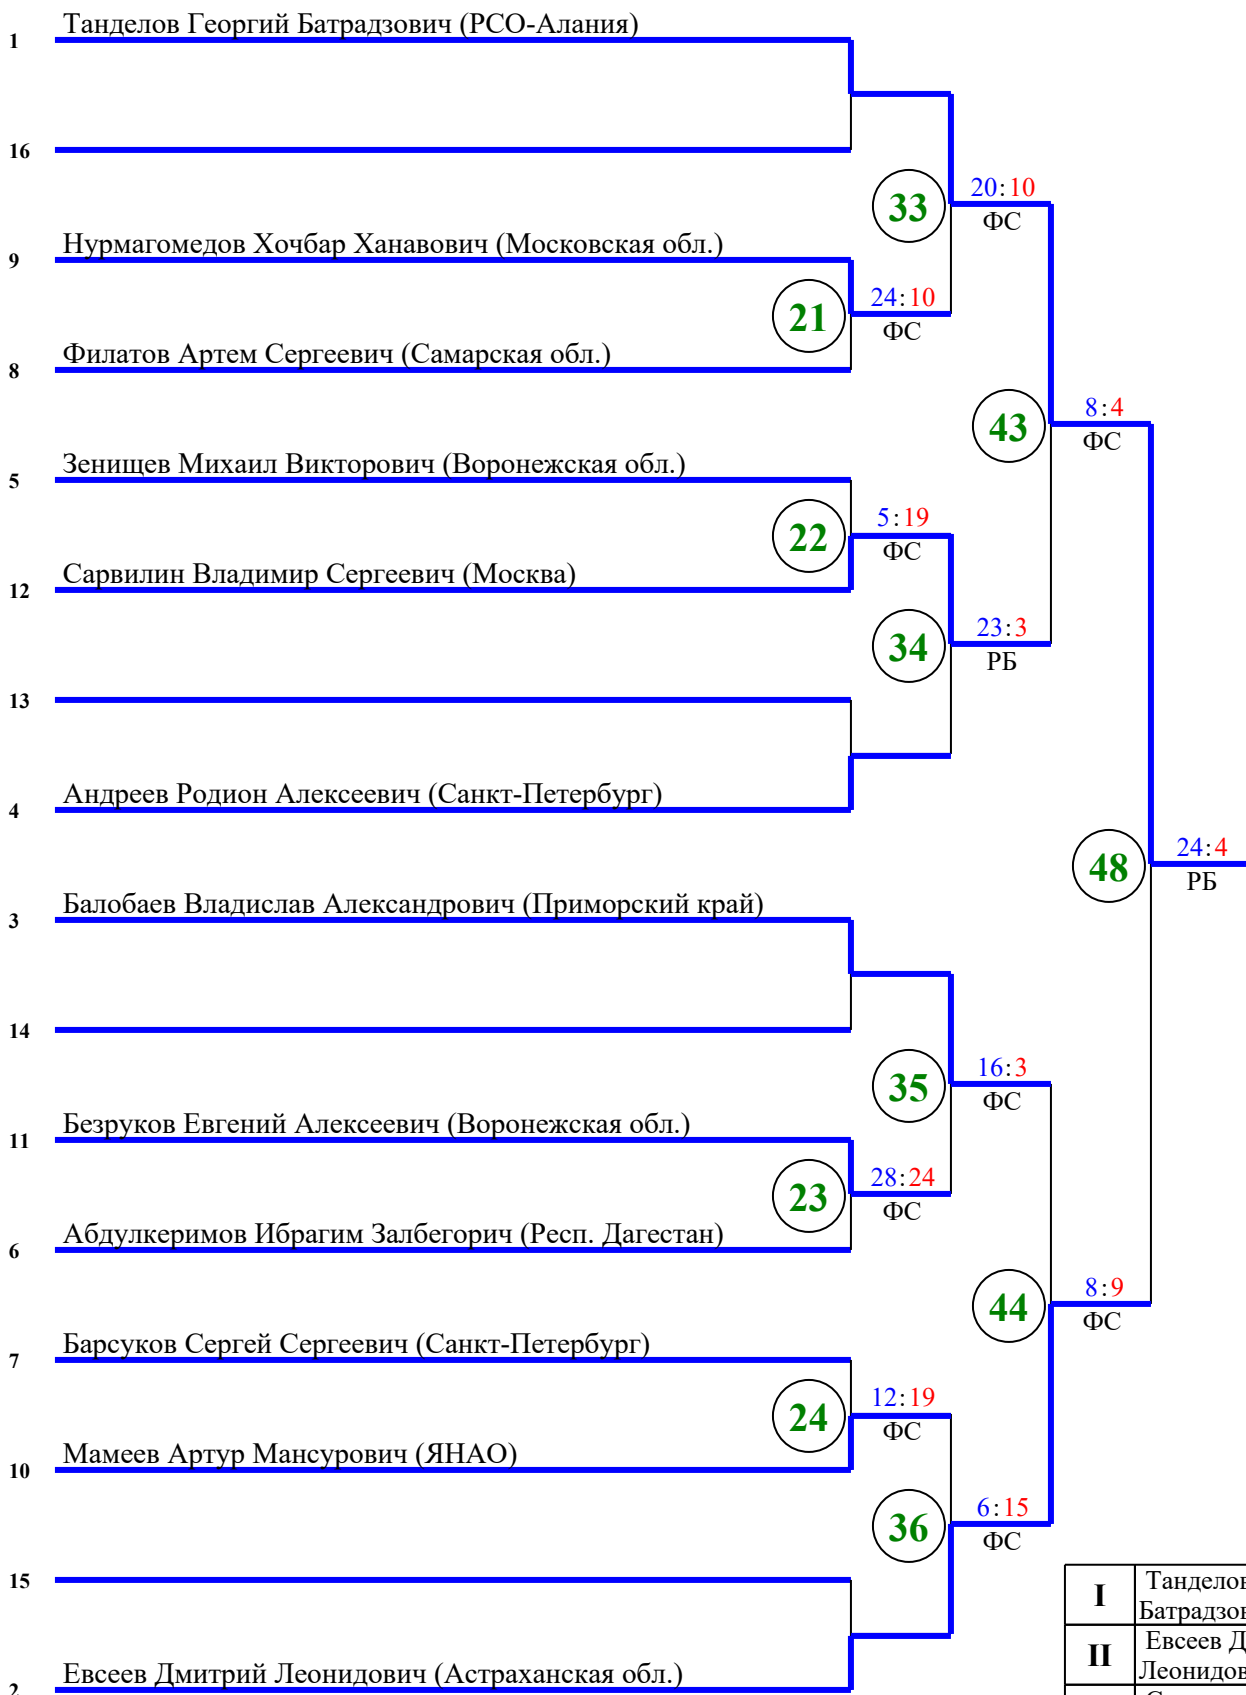 Танделов Георгий Батрадзович (РСО-Алания)
1
16
20:10
33
ФС
Нурмагомедов Хочбар Ханавович (Московская обл.)
9
24:10
21
ФС
Филатов Артем Сергеевич (Самарская обл.)
8
8:4
43
ФС
Зенищев Михаил Викторович (Воронежская обл.)
5
5:19
22
ФС
Сарвилин Владимир Сергеевич (Москва)
12
23:3
34
РБ
13
Андреев Родион Алексеевич (Санкт-Петербург)
4
24:4
48
РБ
Балобаев Владислав Александрович (Приморский край)
3
14
16:3
35
ФС
Безруков Евгений Алексеевич (Воронежская обл.)
11
28:24
23
ФС
Абдулкеримов Ибрагим Залбегорич (Респ. Дагестан)
6
8:9
44
ФС
Барсуков Сергей Сергеевич (Санкт-Петербург)
7
12:19
24
ФС
Мамеев Артур Мансурович (ЯНАО)
10
6:15
36
ФС
15
I Танделов
Батрадзов
II Евсеев Д
Леонидов
Евсеев Дмитрий Леонидович (Астраханская обл.)
2